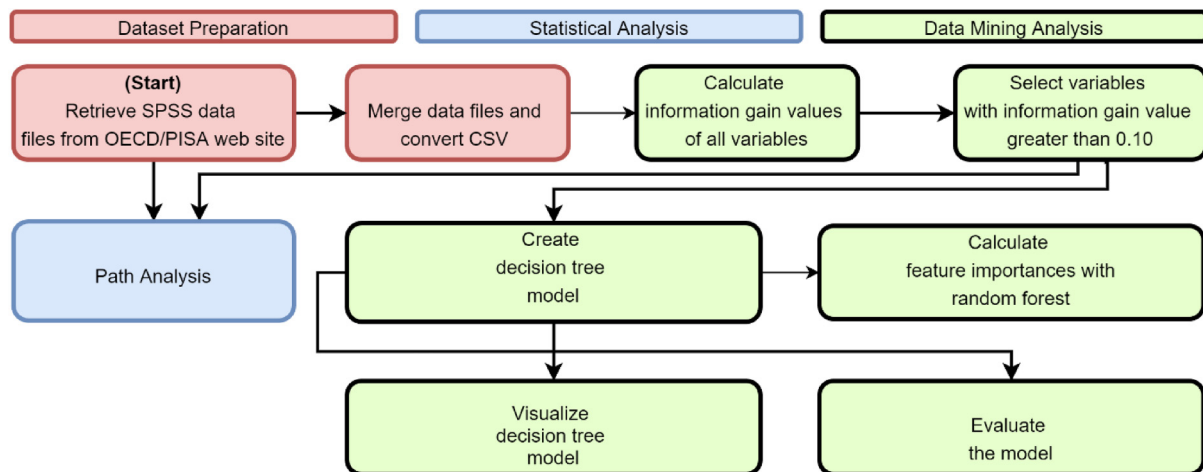 Dataset Preparation
Statistical Analysis
Data Mining Analysis
(Start)
Retrieve SPSS data
files from OECD/PISA web site
Merge data files and
convert CSV
Calculate
information gain values
of all variables
Select variables
with information gain value
greater than 0.10
Path Analysis
Create
decision tree
model
Calculate
feature importances with
random forest
Visualize
decision tree
model
Evaluate
the model